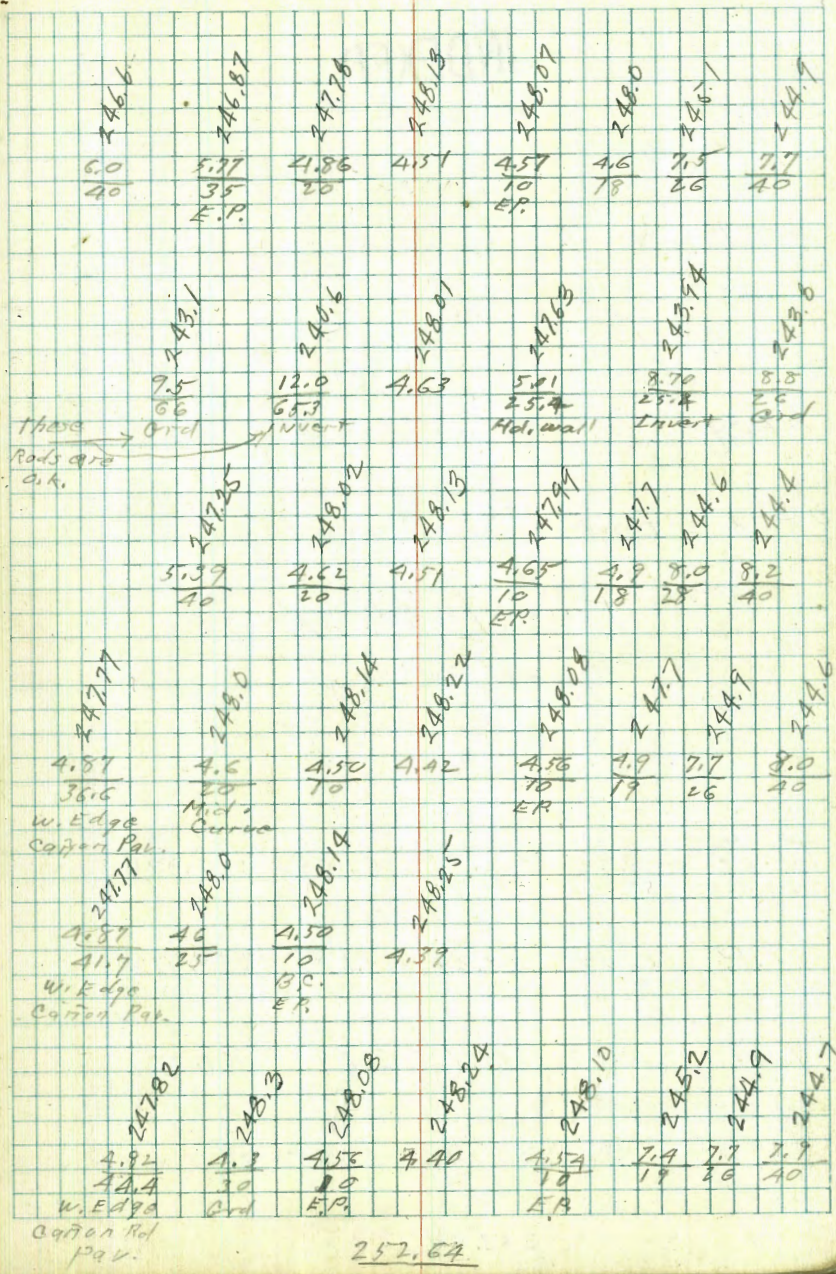 246.6 246.87 247.78 248.13 248.07 248.0 245.1 244.9
6.0 5.77 4.86 4.51 4.57 4.6 7.5 7.7
40 35 20 10 18 26 40
E.P. E.P.
243.1 240.6 248.01 247.63 243.94 243.8
9.5 12.0 4.63 5.01 8.70 8.8
66 65.3 25.4 25.4 26
these Grd Invert Hd. wall Invert Grd
Rods are
o.k.
247.25 248.02 248.13 247.99 247.7 244.6 244.4
5.39 4.62 4.51 4.65 4.9 8.0 8.2
40 20 10 18 28 40
E.P.
247.77 248.0 248.14 248.22 248.08 247.7 244.9 244.6
4.87 4.6 4.50 4.42 4.56 4.9 7.7 8.0
36.6 20 10 10 19 26 40
W. Edge Mid. E.P.
Cañon Pav. Curve
247.77 248.0 248.14 248.25
4.87 46 4.50 4.39
41.7 25 10
W. Edge B.C.
Cañon Pav. E.P.
247.82 248.3 248.08 248.24 248.10 245.2 244.9 244.7
4.82 4.3 4.56 4.40 4.54 7.4 7.7 7.9
44.4 30 10 10 19 26 40
W. Edge Grd E.P. E.P.
Cañon Rd
Pav.
252.64